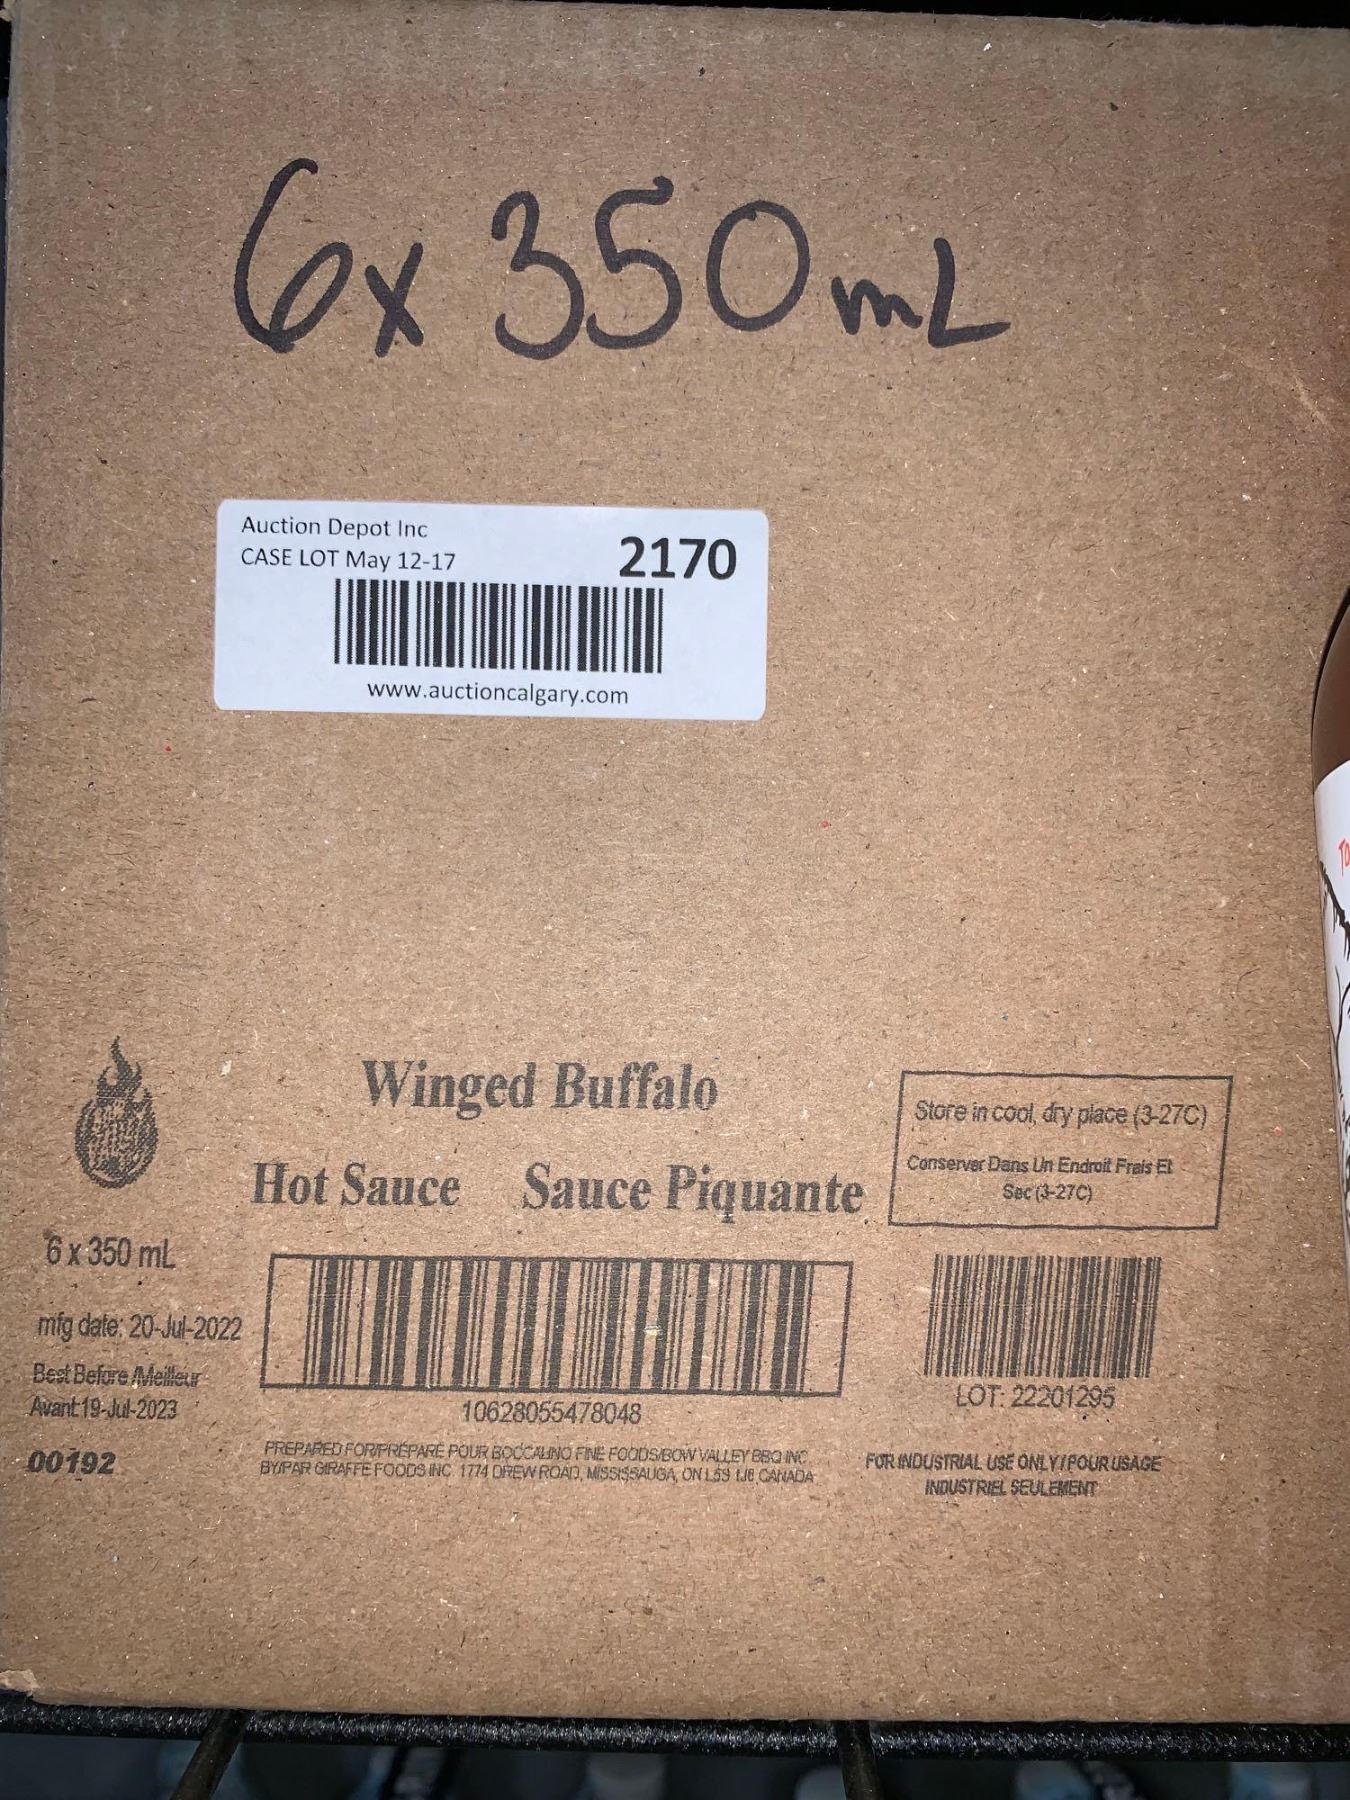 6x 350mL
Auction Depot Inc
CASE LOT May 12-17
2170
www.auctioncalgary.com
Winged Buffalo
Hot Sauce Sauce Piquante
Store in cool, dry place (3-27C)
Conserver Dans Un Endroit Frais Et
Sec (3-27C)
6 x 350 mL
mfg date: 20-Jul-2022
Best Before /Meilleur
Avant:19-Jul-2023
00192
10628055478048
LOT: 22201295
PREPARED FOR/PRÉPARÉ POUR BOCCALINO FINE FOODS/BOW VALLEY BBQ INC
BY/PAR GIRAFFE FOODS INC. 1774 DREW ROAD, MISSISSAUGA, ON L5S 1J6 CANADA
FOR INDUSTRIAL USE ONLY / POUR USAGE
INDUSTRIEL SEULEMENT